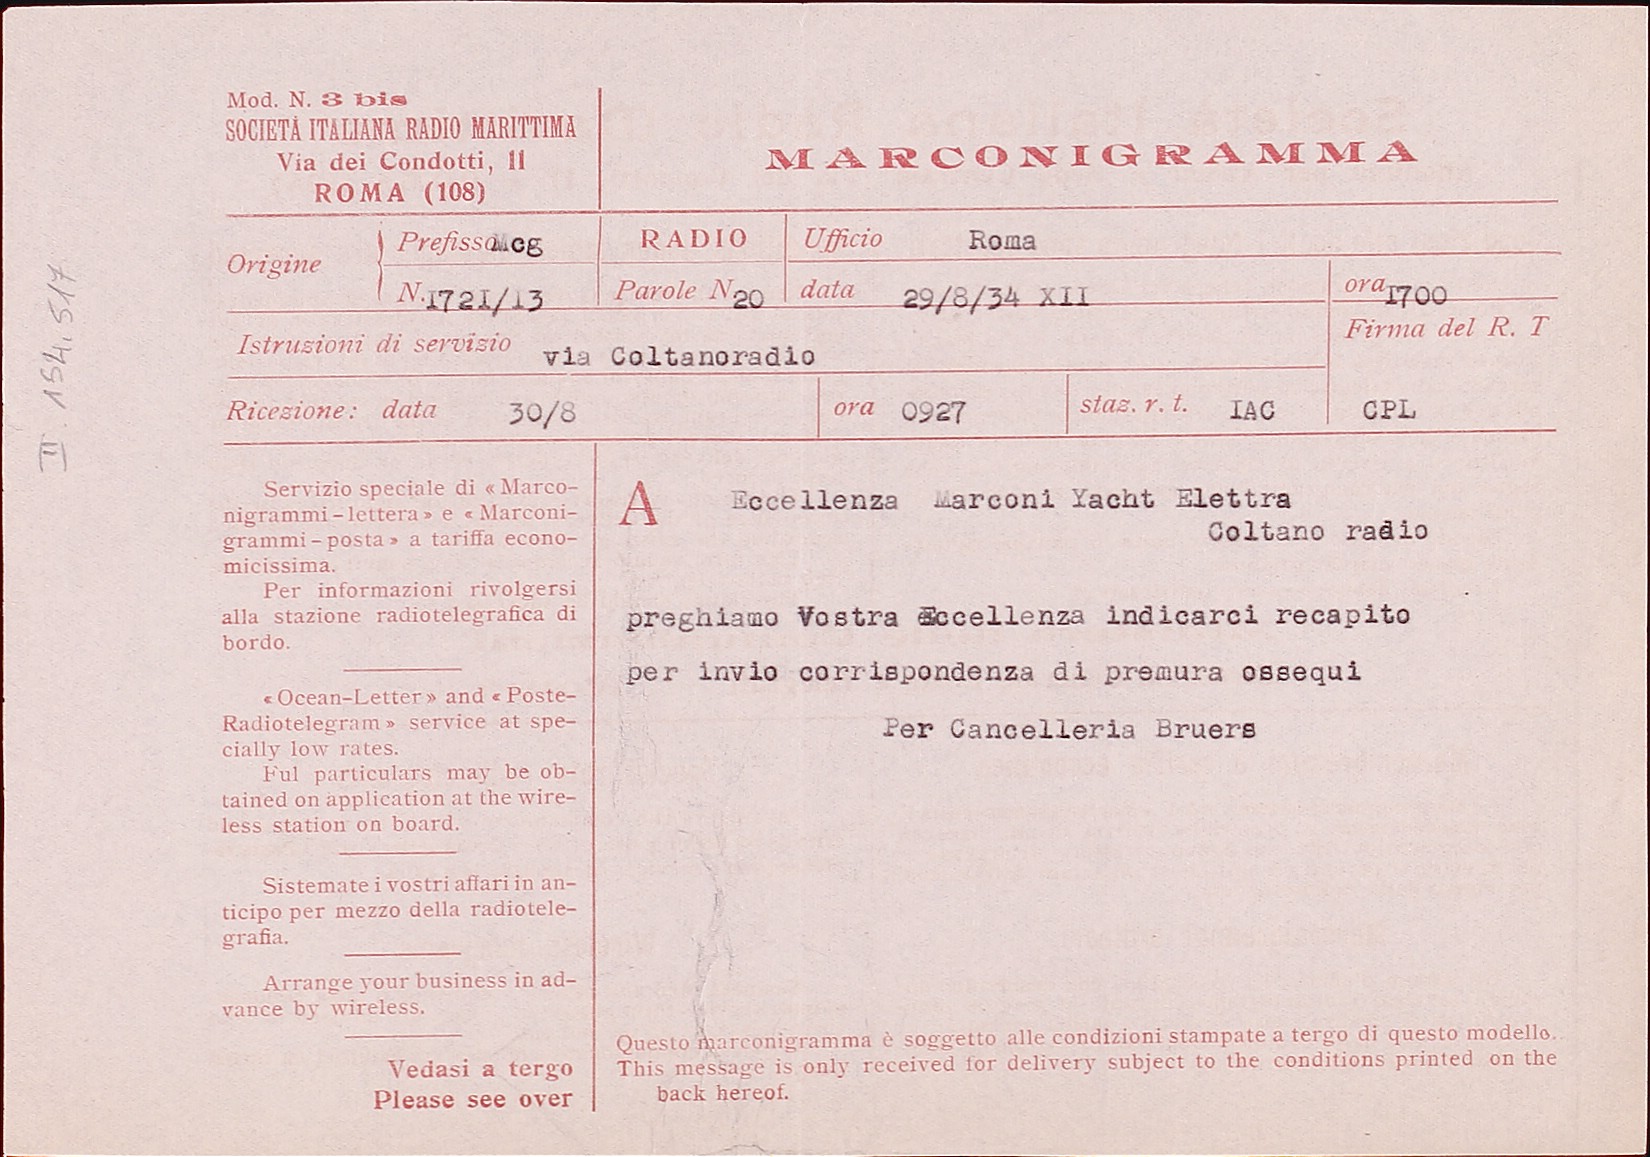 Mod. N. 3 bis
SOCIETÀ ITALIANA RADIO MARITTIMA
Via dei Condotti, 11
ROMA (108)
MARCONIGRAMMA
Origine
Prefisso Mcg
N. 1721/13
RADIO
Parole N 20
Ufficio Roma
data 29/8/34 XII
ora 1700
Istruzioni di servizio via Coltanoradio
Firma del R. T
Ricezione: data 30/8
ora 0927
staz. r. t. IAC
CPL
Servizio speciale di « Marco-
nigrammi-lettera » e « Marconi-
grammi-posta » a tariffa econo-
micissima.
Per informazioni rivolgersi
alla stazione radiotelegrafica di
bordo.
« Ocean-Letter » and « Poste-
Radiotelegram » service at spe-
cially low rates.
Ful particulars may be ob-
tained on application at the wire-
less station on board.
Sistemate i vostri affari in an-
ticipo per mezzo della radiotele-
grafia.
Arrange your business in ad-
vance by wireless.
Vedasi a tergo
Please see over
A Eccellenza Marconi Yacht Elettra
Coltano radio
preghiamo Vostra Eccellenza indicarci recapito
per invio corrispondenza di premura ossequi
Per Cancelleria Bruers
Questo marconigramma è soggetto alle condizioni stampate a tergo di questo modello.
This message is only received for delivery subject to the conditions printed on the
back hereof.
II. 154. 517